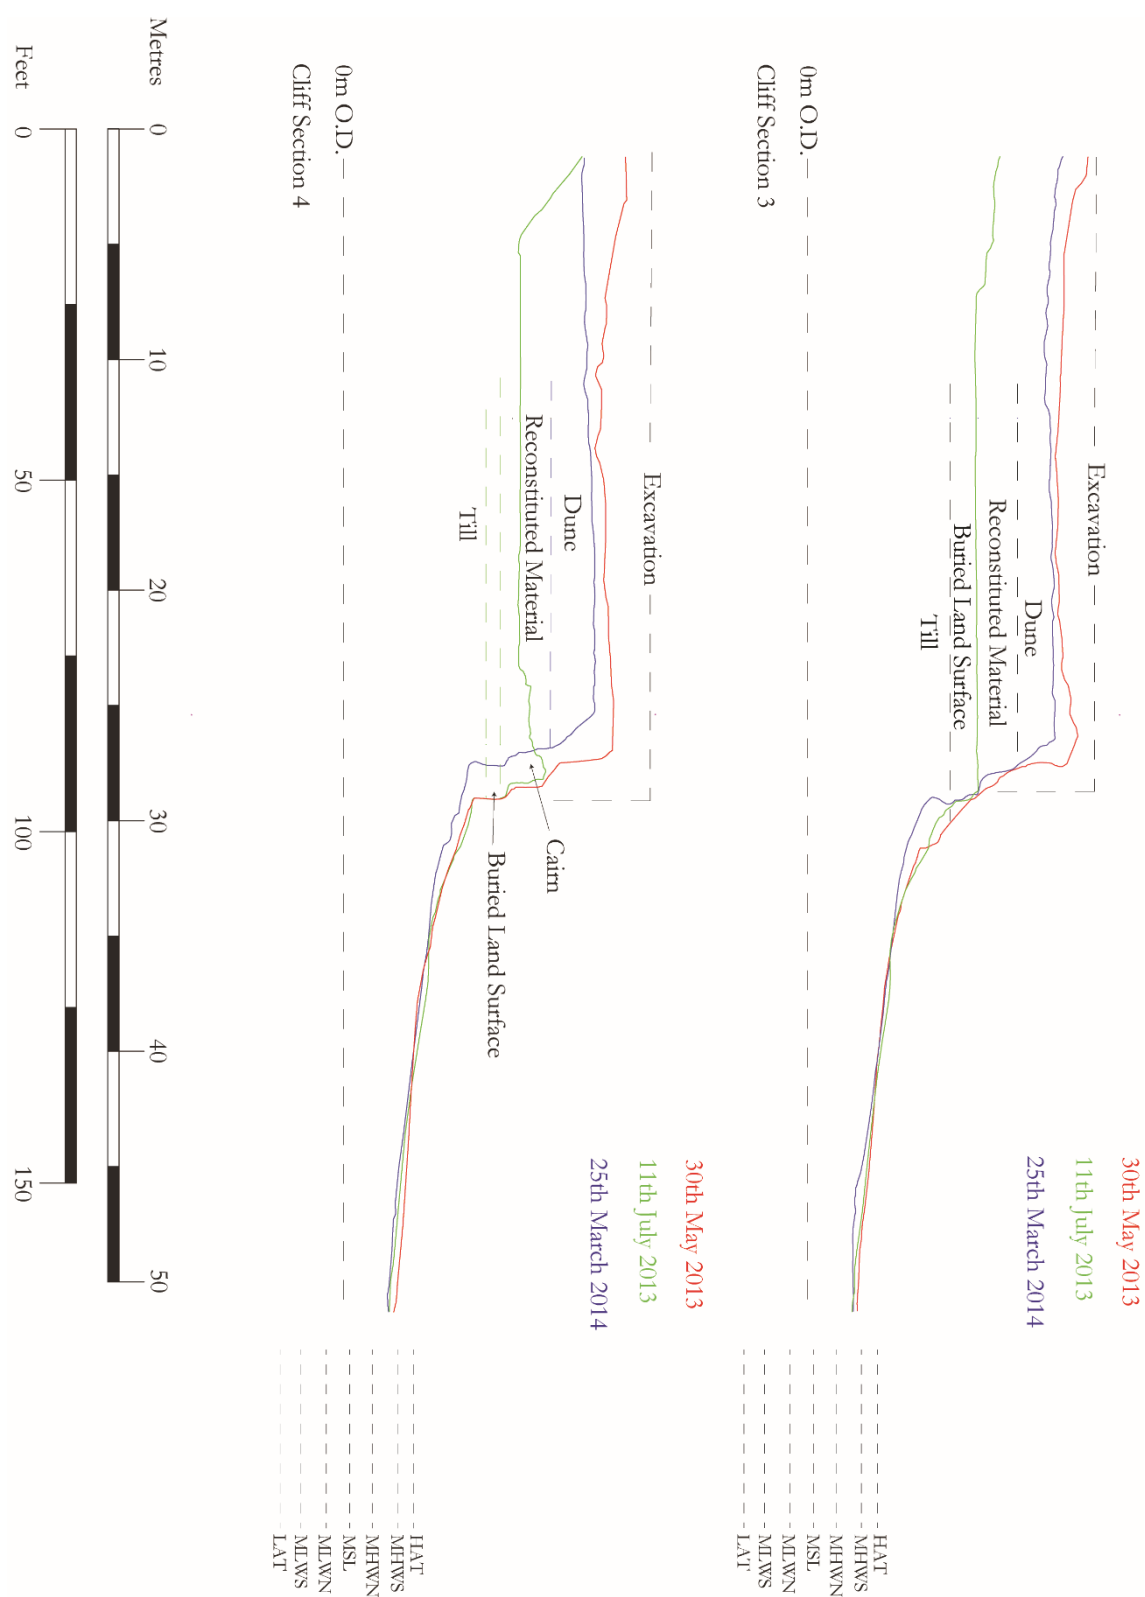 30th May 2013
11th July 2013
25th March 2014
Excavation
Dune
Reconstituted Material
Buried Land Surface
Till
0m O.D.
Cliff Section 3
HAT
MHWS
MHWN
MSL
MLWN
MLWS
LAT
30th May 2013
11th July 2013
25th March 2014
Excavation
Dune
Reconstituted Material
Cairn
Till
Buried Land Surface
0m O.D.
Cliff Section 4
HAT
MHWS
MHWN
MSL
MLWN
MLWS
LAT
Metres
0 10 20 30 40 50
Feet
0 50 100 150